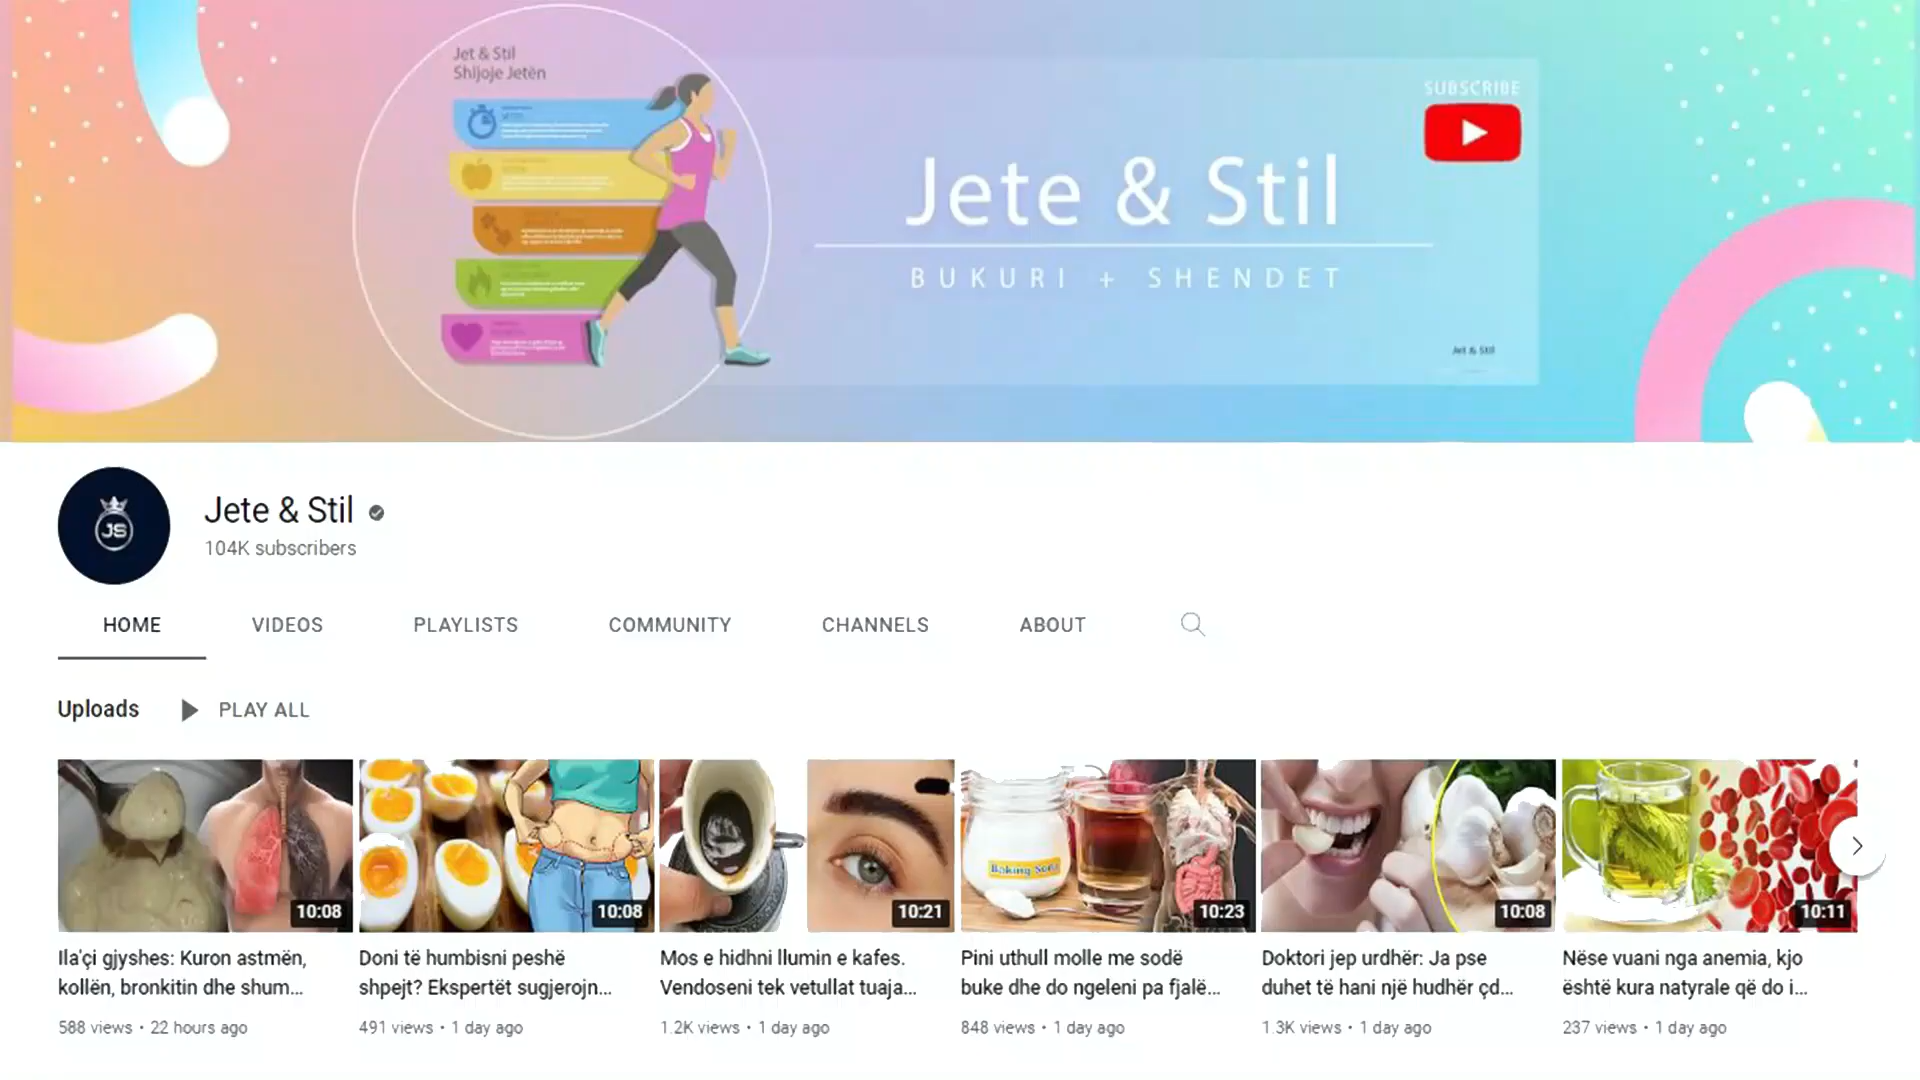 Jet & Stil
Shijoje Jetën
SUBSCRIBE
Jete & Stil
BUKURI + SHENDET
Jet & Stil
JS
Jete & Stil
104K subscribers
HOME VIDEOS PLAYLISTS COMMUNITY CHANNELS ABOUT
Uploads PLAY ALL
Baking Soda
10:08 10:08 10:21 10:23 10:08 10:11
Ila'çi gjyshes: Kuron astmën,
kollën, bronkitin dhe shum...
588 views • 22 hours ago
Doni të humbisni peshë
shpejt? Ekspertët sugjerojn...
491 views • 1 day ago
Mos e hidhni llumin e kafes.
Vendoseni tek vetullat tuaja...
1.2K views • 1 day ago
Pini uthull molle me sodë
buke dhe do ngeleni pa fjalë...
848 views • 1 day ago
Doktori jep urdhër: Ja pse
duhet të hani një hudhër çd...
1.3K views • 1 day ago
Nëse vuani nga anemia, kjo
është kura natyrale që do i...
237 views • 1 day ago